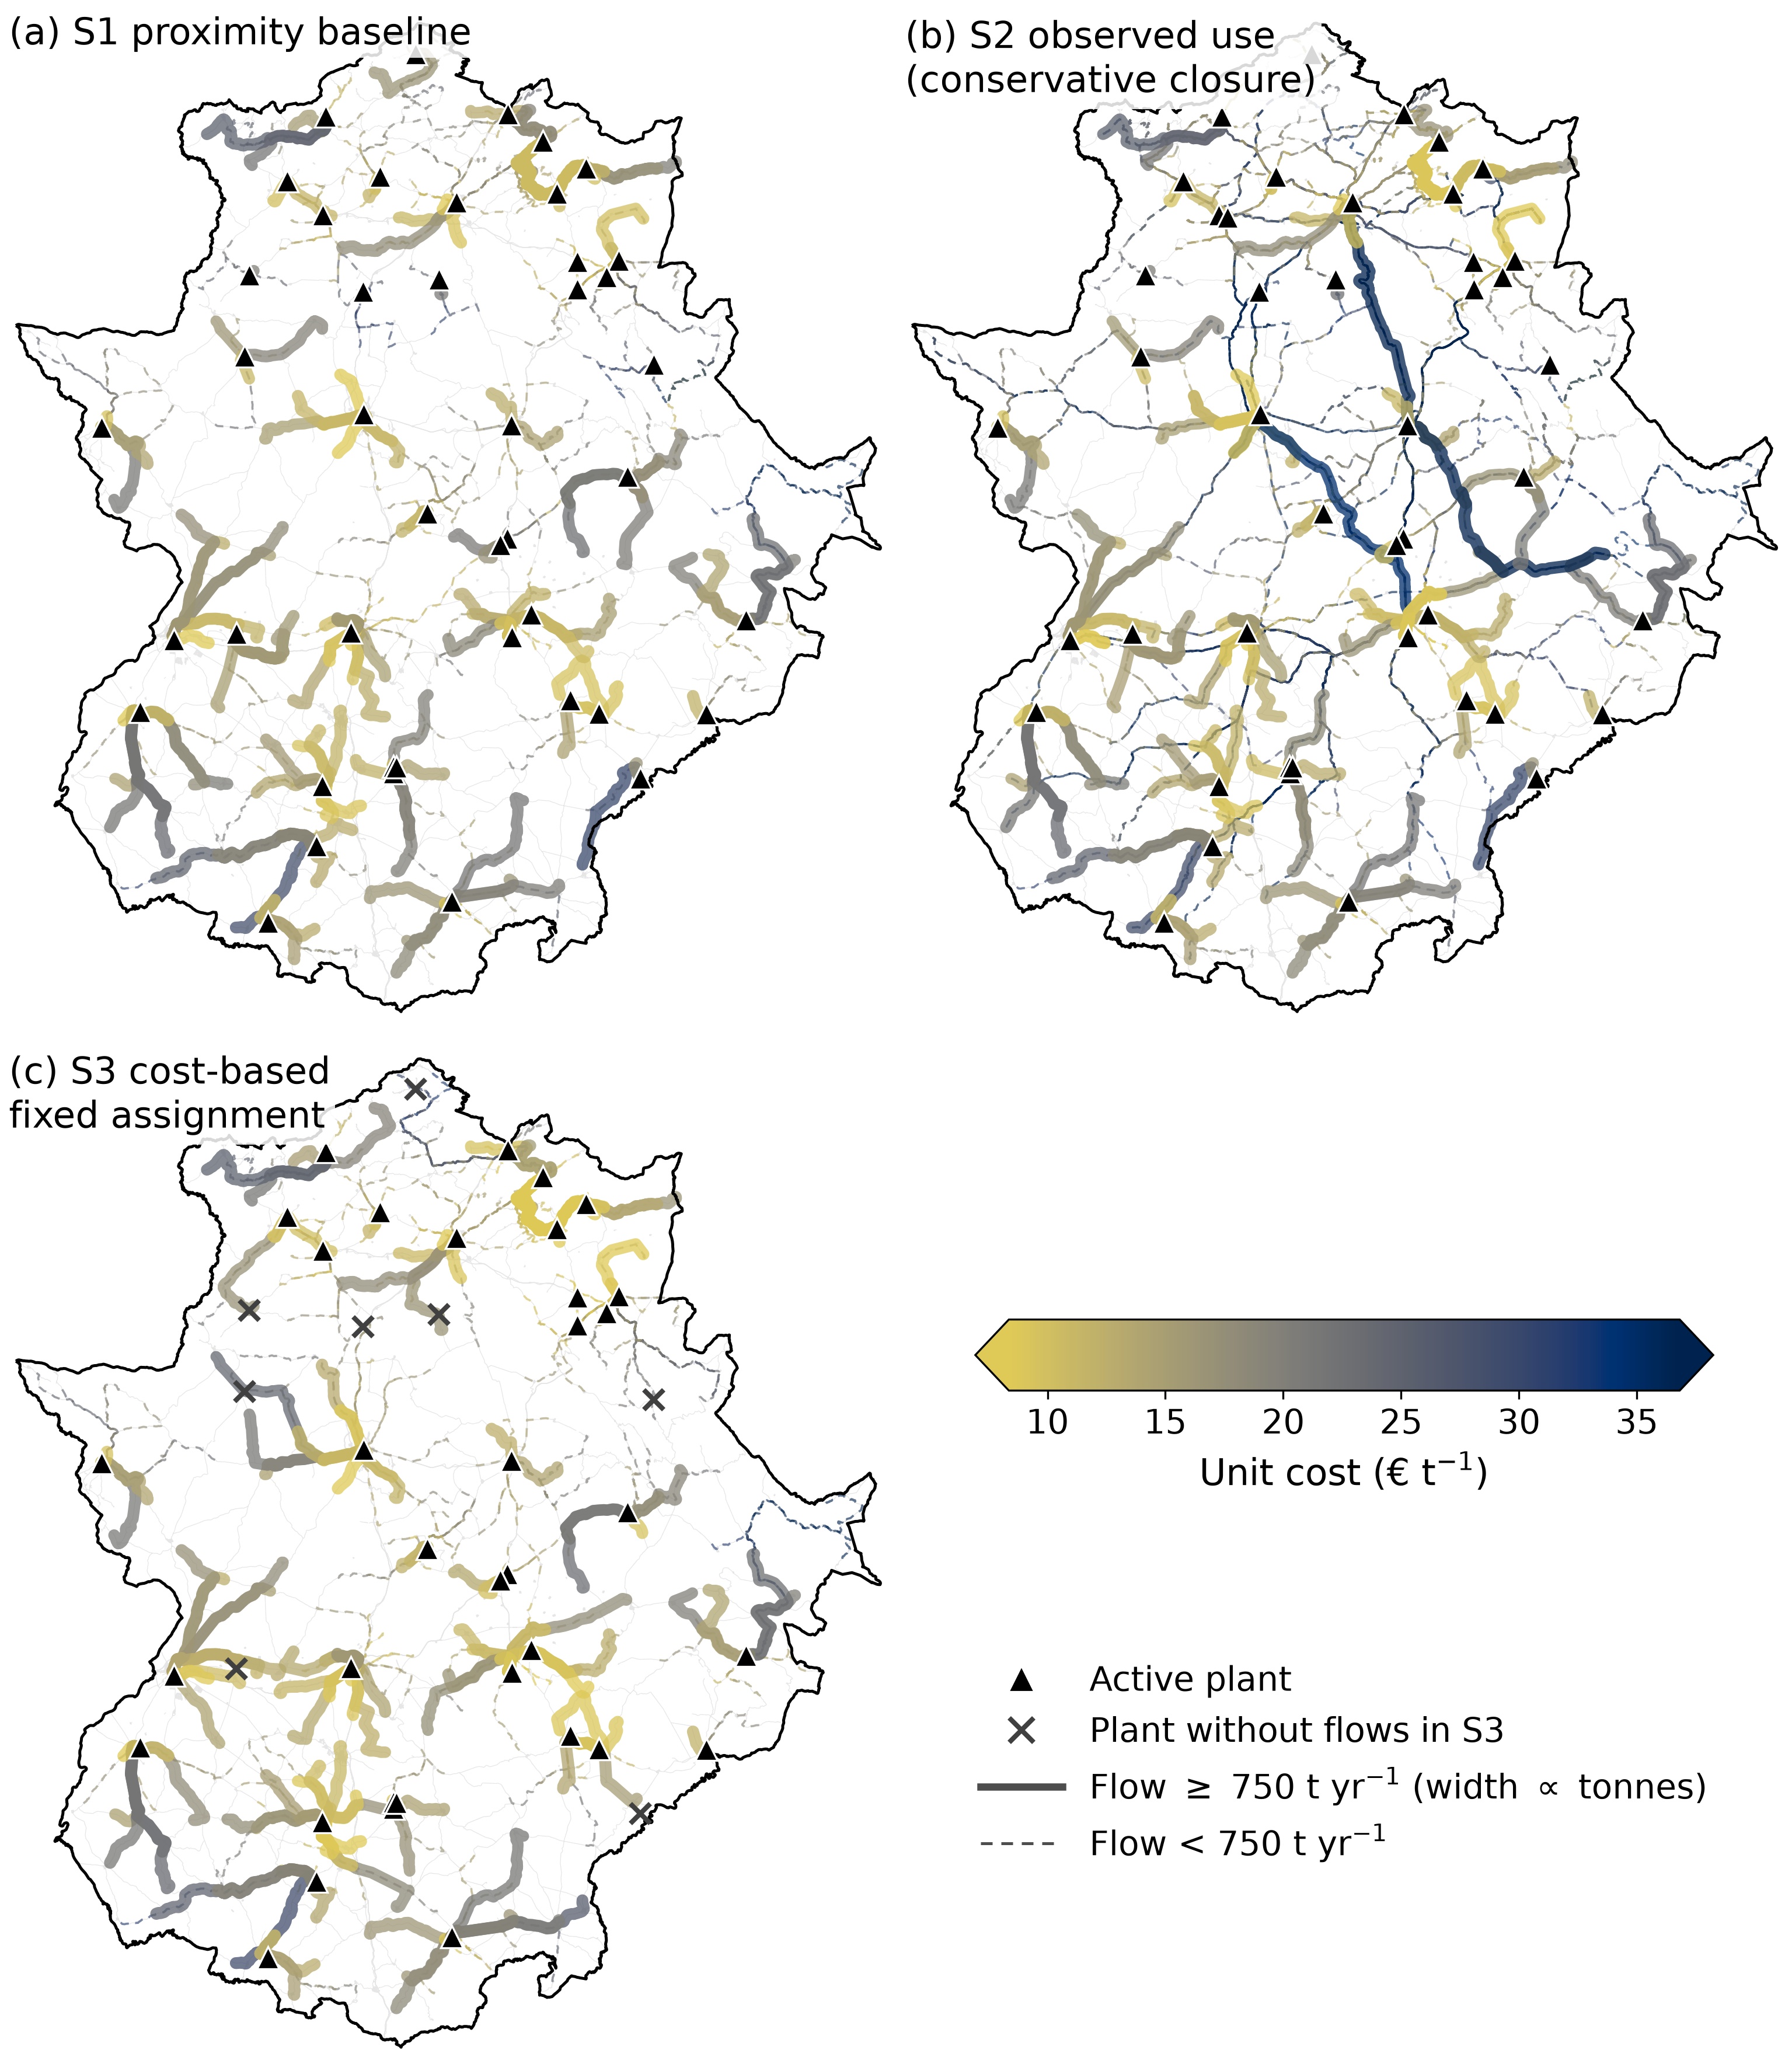 (a) S1 proximity baseline
(b) S2 observed use
(conservative closure)
(c) S3 cost-based
fixed assignment
10 15 20 25 30 35
Unit cost (€ t⁻¹)
Active plant
Plant without flows in S3
Flow ≥ 750 t yr⁻¹ (width ∝ tonnes)
Flow < 750 t yr⁻¹